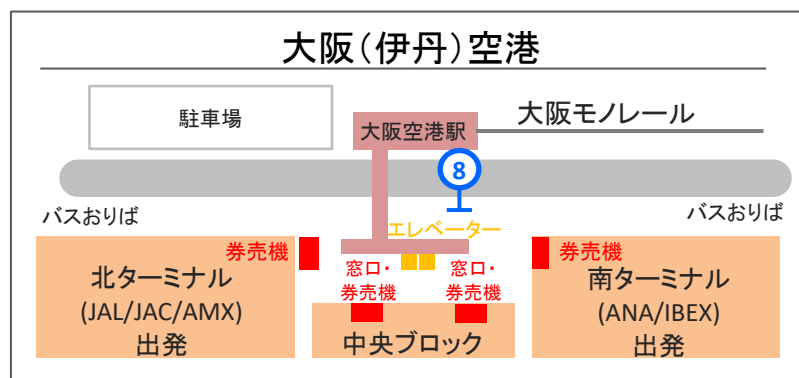 大阪(伊丹)空港
駐車場
大阪空港駅
大阪モノレール
8
バスおりば
バスおりば
エレベーター
券売機
券売機
窓口・
券売機
窓口・
券売機
北ターミナル
(JAL/JAC/AMX)
出発
中央ブロック
南ターミナル
(ANA/IBEX)
出発